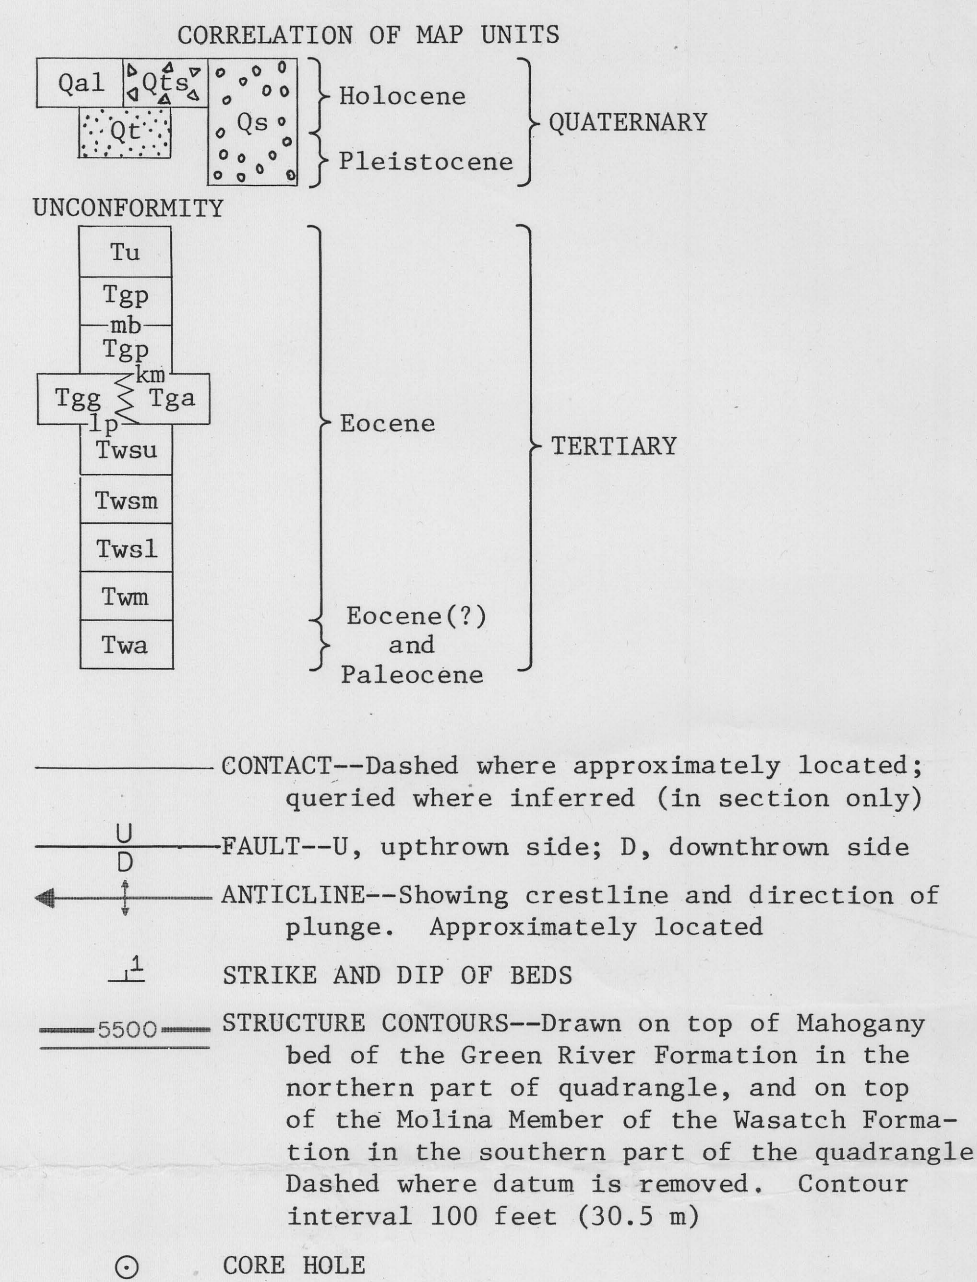 CORRELATION OF MAP UNITS
Qal Qts Qs Holocene
Qt Pleistocene QUATERNARY
UNCONFORMITY
Tu
Tgp
mb
Tgp
km
Tgg Tga
lp
Twsu
Twsm
Twsl
Twm
Twa
Eocene
Eocene(?)
and
Paleocene
TERTIARY
CONTACT--Dashed where approximately located;
queried where inferred (in section only)
U
D
FAULT--U, upthrown side; D, downthrown side
ANTICLINE--Showing crestline and direction of
plunge. Approximately located
1 STRIKE AND DIP OF BEDS
5500 STRUCTURE CONTOURS--Drawn on top of Mahogany
bed of the Green River Formation in the
northern part of quadrangle, and on top
of the Molina Member of the Wasatch Forma-
tion in the southern part of the quadrangle
Dashed where datum is removed. Contour
interval 100 feet (30.5 m)
CORE HOLE